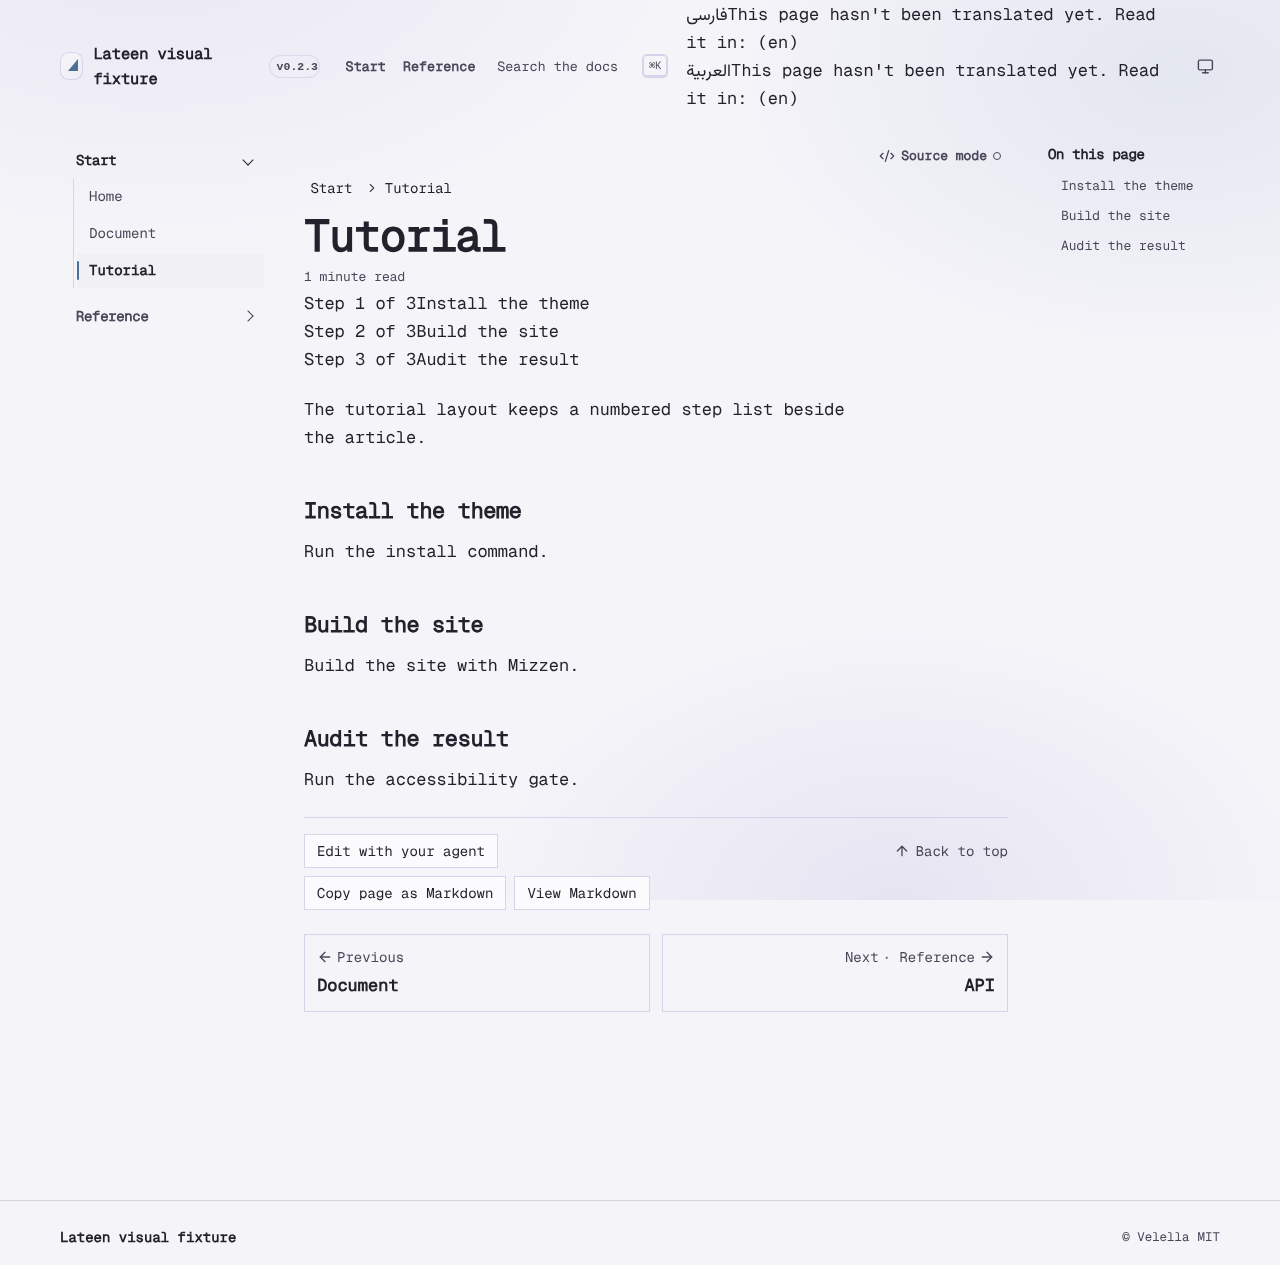 Lateen visual
fixture
v0.2.3
Start
Reference
Search the docs
⌘K
فارسیThis page hasn't been translated yet. Read
it in: (en)
العربيةThis page hasn't been translated yet. Read
it in: (en)
Start
Home
Document
Tutorial
Reference
Source mode
Start
Tutorial
Tutorial
1 minute read
Step 1 of 3Install the theme
Step 2 of 3Build the site
Step 3 of 3Audit the result
The tutorial layout keeps a numbered step list beside
the article.
Install the theme
Run the install command.
Build the site
Build the site with Mizzen.
Audit the result
Run the accessibility gate.
Edit with your agent
Back to top
Copy page as Markdown
View Markdown
Previous
Document
Next · Reference
API
On this page
Install the theme
Build the site
Audit the result
Lateen visual fixture
© Velella MIT